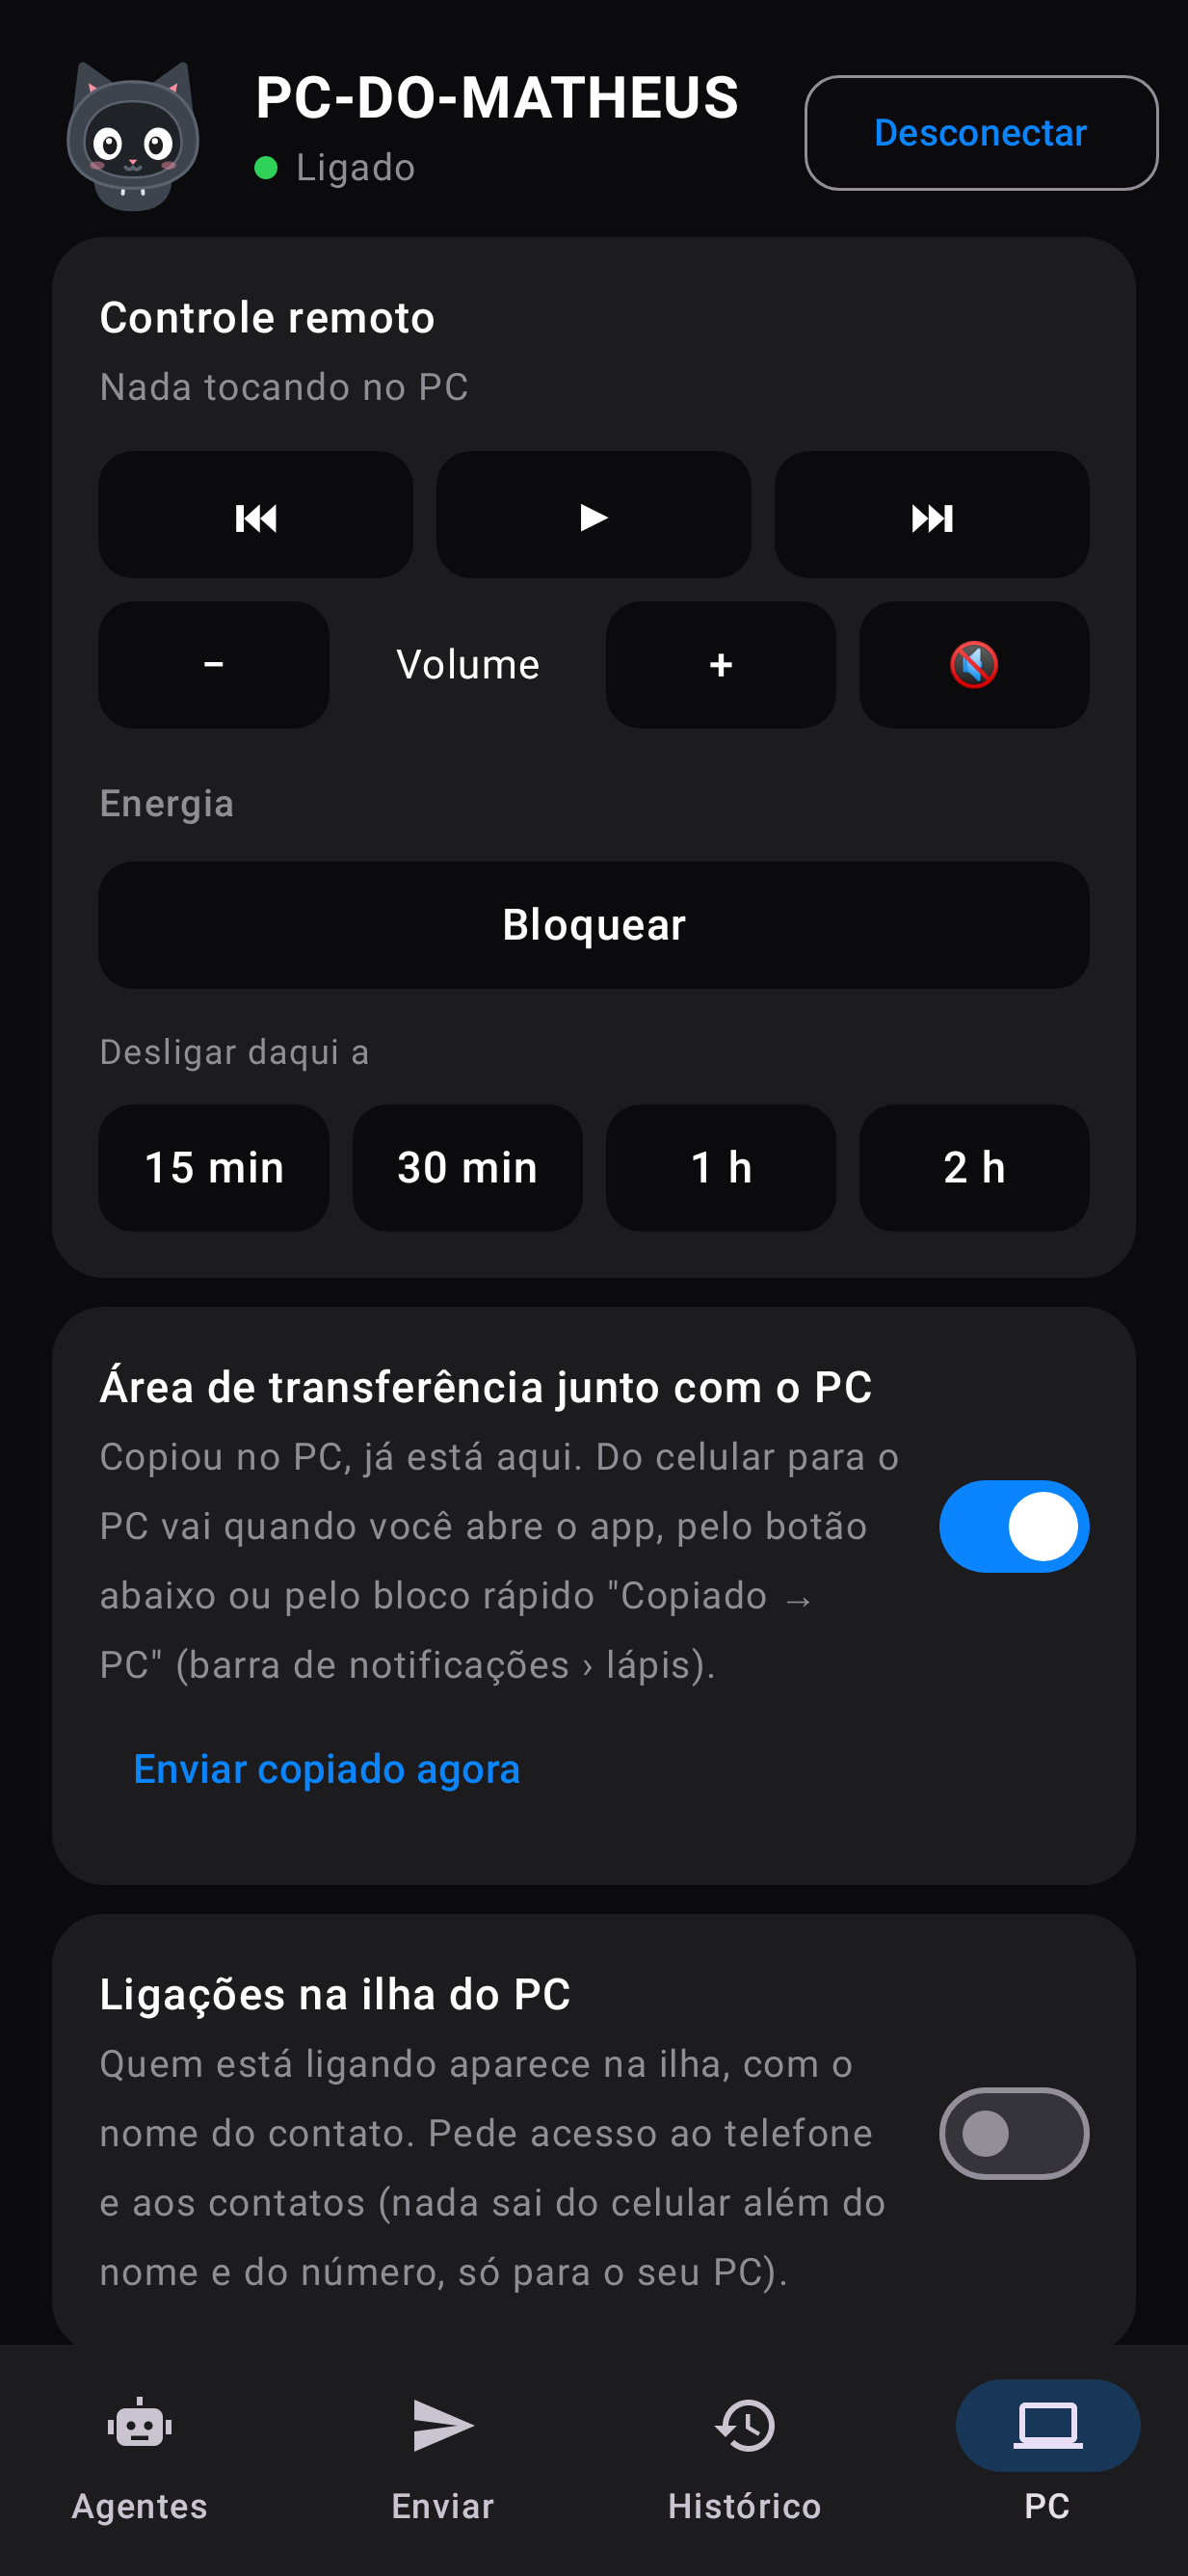 PC-DO-MATHEUS
Ligado
Desconectar
Controle remoto
Nada tocando no PC
− Volume +
Energia
Bloquear
Desligar daqui a
15 min 30 min 1 h 2 h
Área de transferência junto com o PC
Copiou no PC, já está aqui. Do celular para o
PC vai quando você abre o app, pelo botão
abaixo ou pelo bloco rápido "Copiado →
PC" (barra de notificações › lápis).
Enviar copiado agora
Ligações na ilha do PC
Quem está ligando aparece na ilha, com o
nome do contato. Pede acesso ao telefone
e aos contatos (nada sai do celular além do
nome e do número, só para o seu PC).
Agentes Enviar Histórico PC